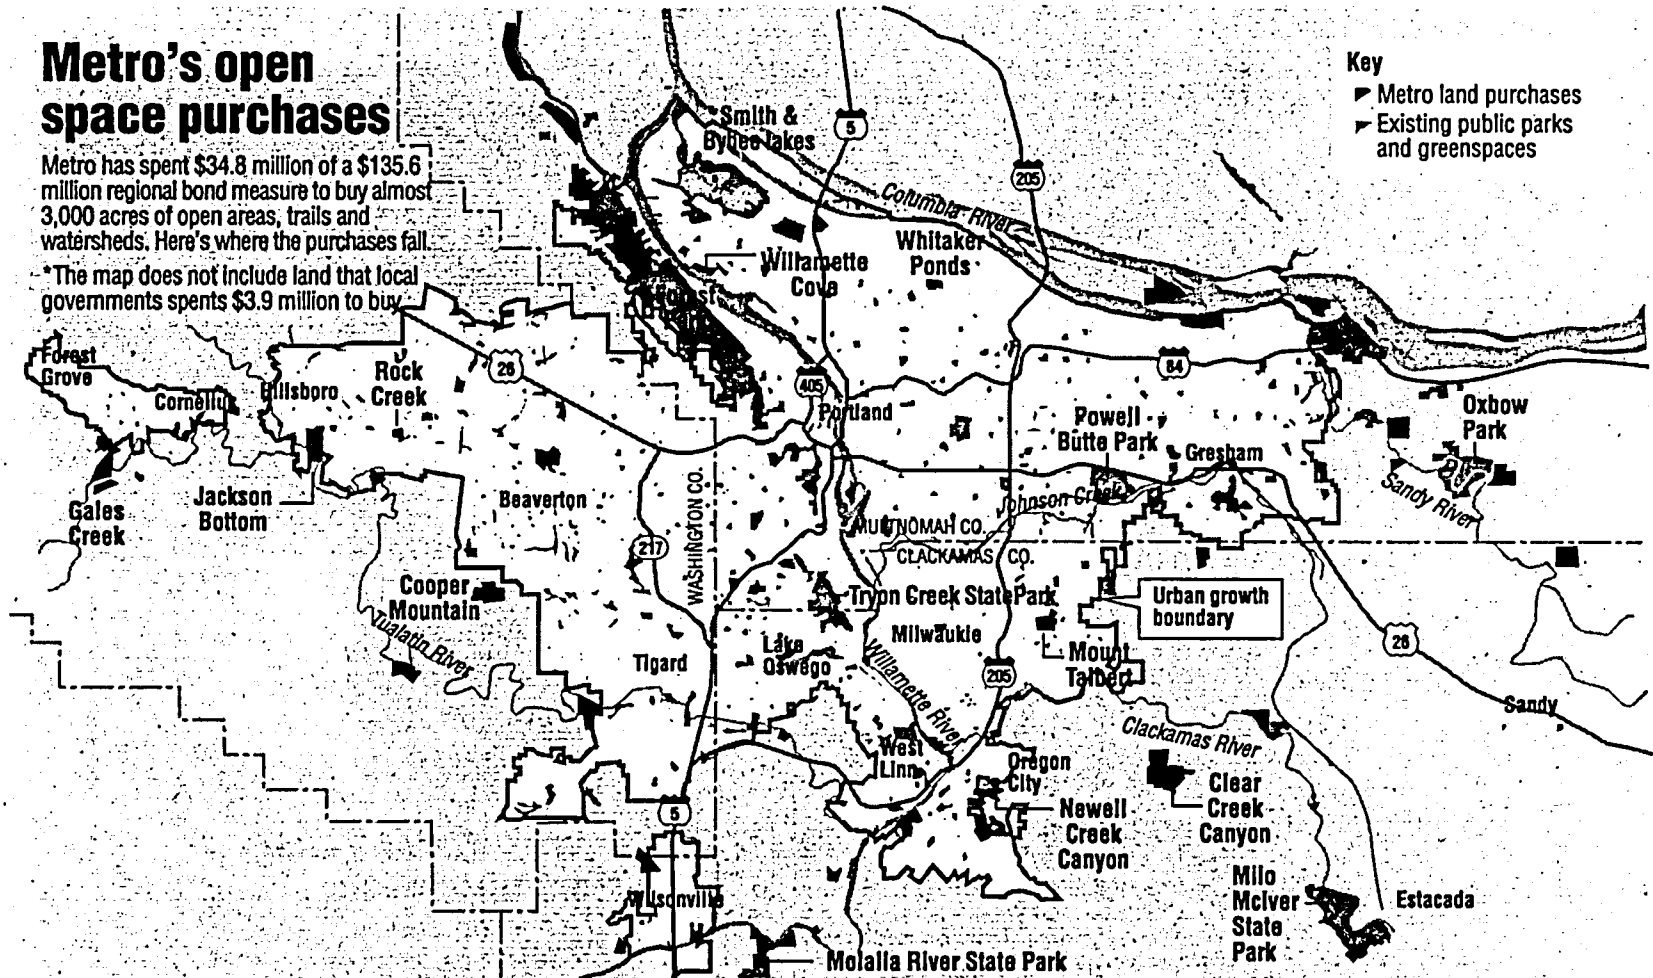 Metro's open
space purchases
Metro has spent $34.8 million of a $135.6
million regional bond measure to buy almost
3,000 acres of open areas, trails and
watersheds. Here's where the purchases fall.
*The map does not include land that local
governments spents $3.9 million to buy
Key
Metro land purchases
Existing public parks
and greenspaces
Smith &
Bybee lakes
5
205
Columbia River
Whitaker
Ponds
Willamette
Cove
Forest
Forest
Grove
Cornelius
Hillsboro
Rock
Creek
26
405
Portland
84
Powell
Butte Park
Gresham
Oxbow
Park
Sandy River
Johnson Creek
Jackson
Bottom
Gales
Creek
Beaverton
217
WASHINGTON CO.
MULTNOMAH CO.
CLACKAMAS CO.
Cooper
Mountain
Tualatin River
Tryon Creek State Park
Urban growth
boundary
Milwaukie
Lake
Oswego
Tigard
Willamette River
205
Mount
Talbert
26
Sandy
Clackamas River
West
Linn
Oregon
City
Newell
Creek
Canyon
Clear
Creek
Canyon
5
Wilsonville
Milo
McIver
State
Park
Estacada
Molalla River State Park